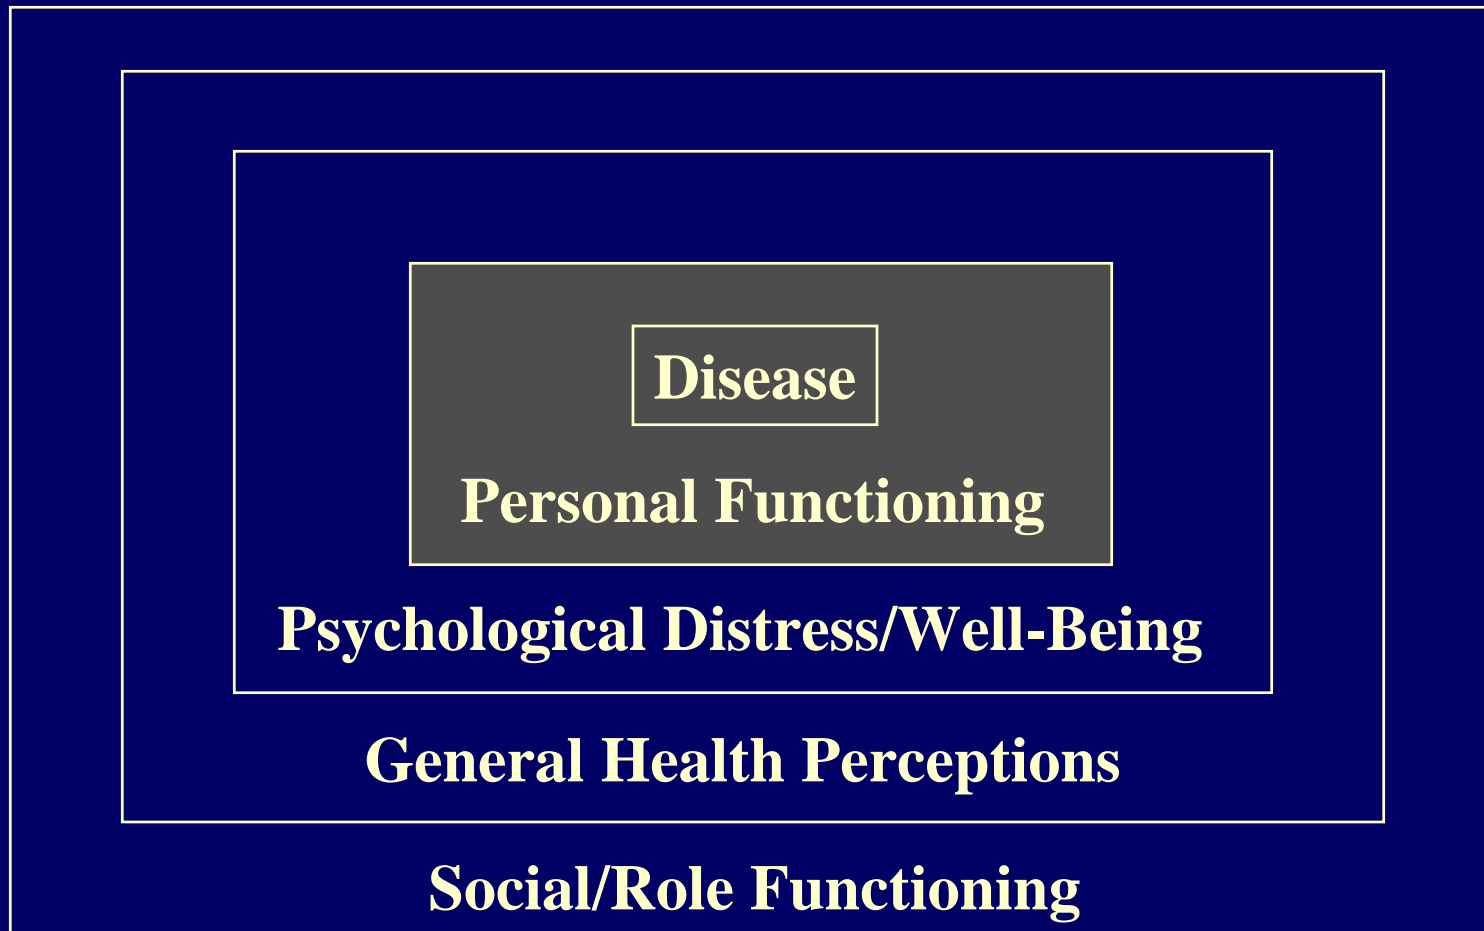 Disease
Personal Functioning
Psychological Distress/Well-Being
General Health Perceptions
Social/Role Functioning